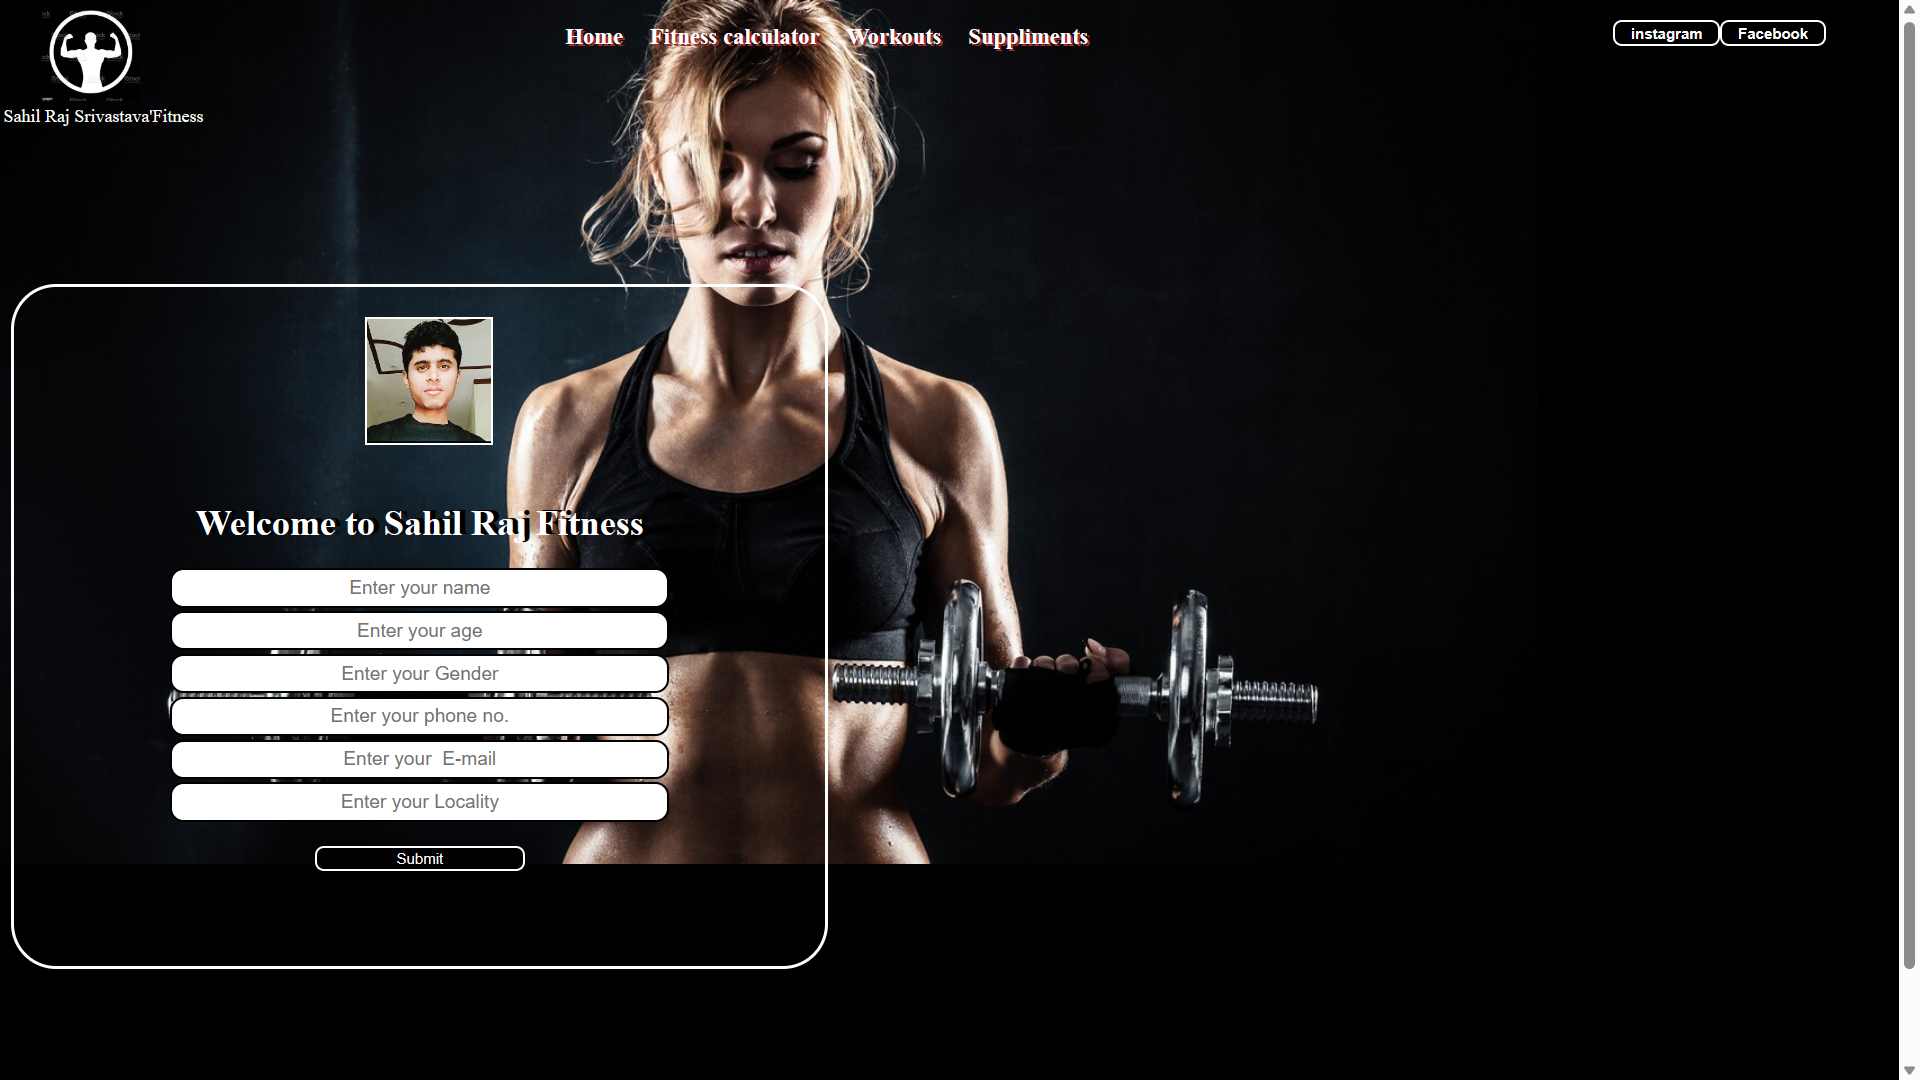 Home Fitness calculator Workouts Suppliments
instagram Facebook
Sahil Raj Srivastava'Fitness
Welcome to Sahil Raj Fitness
Enter your name
Enter your age
Enter your Gender
Enter your phone no.
Enter your  E-mail
Enter your Locality
Submit